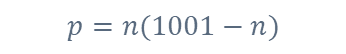 p = n(1001 − n)